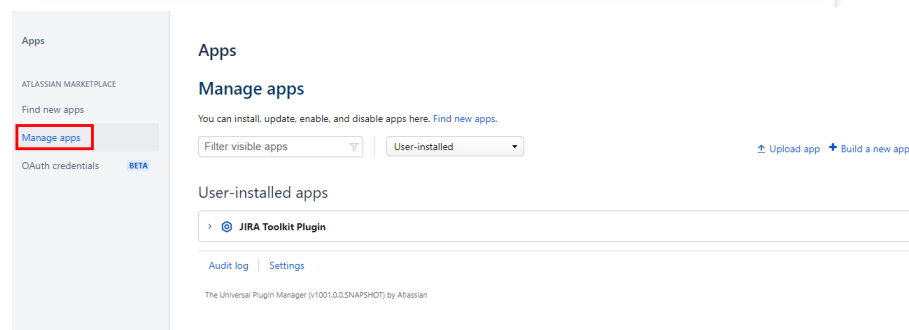 Apps
ATLASSIAN MARKETPLACE
Find new apps
Manage apps
OAuth credentials BETA
Apps
Manage apps
You can install, update, enable, and disable apps here. Find new apps.
Filter visible apps
User-installed
Upload app
Build a new app
User-installed apps
JIRA Toolkit Plugin
Audit log
Settings
The Universal Plugin Manager (v1001.0.0.SNAPSHOT) by Atlassian